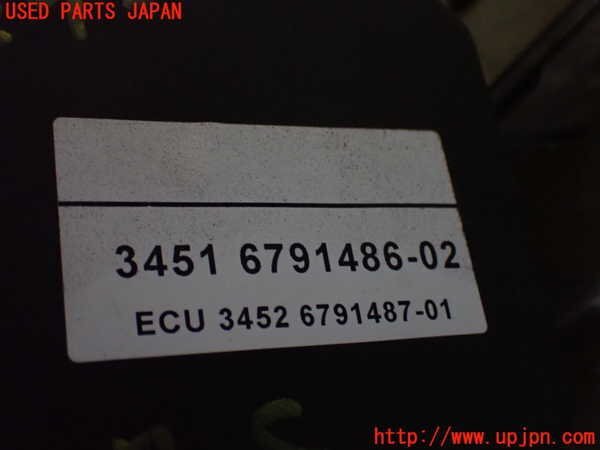 USED PARTS JAPAN
3451 6791486-02
ECU 3452 6791487-01
http://www.upjpn.com/